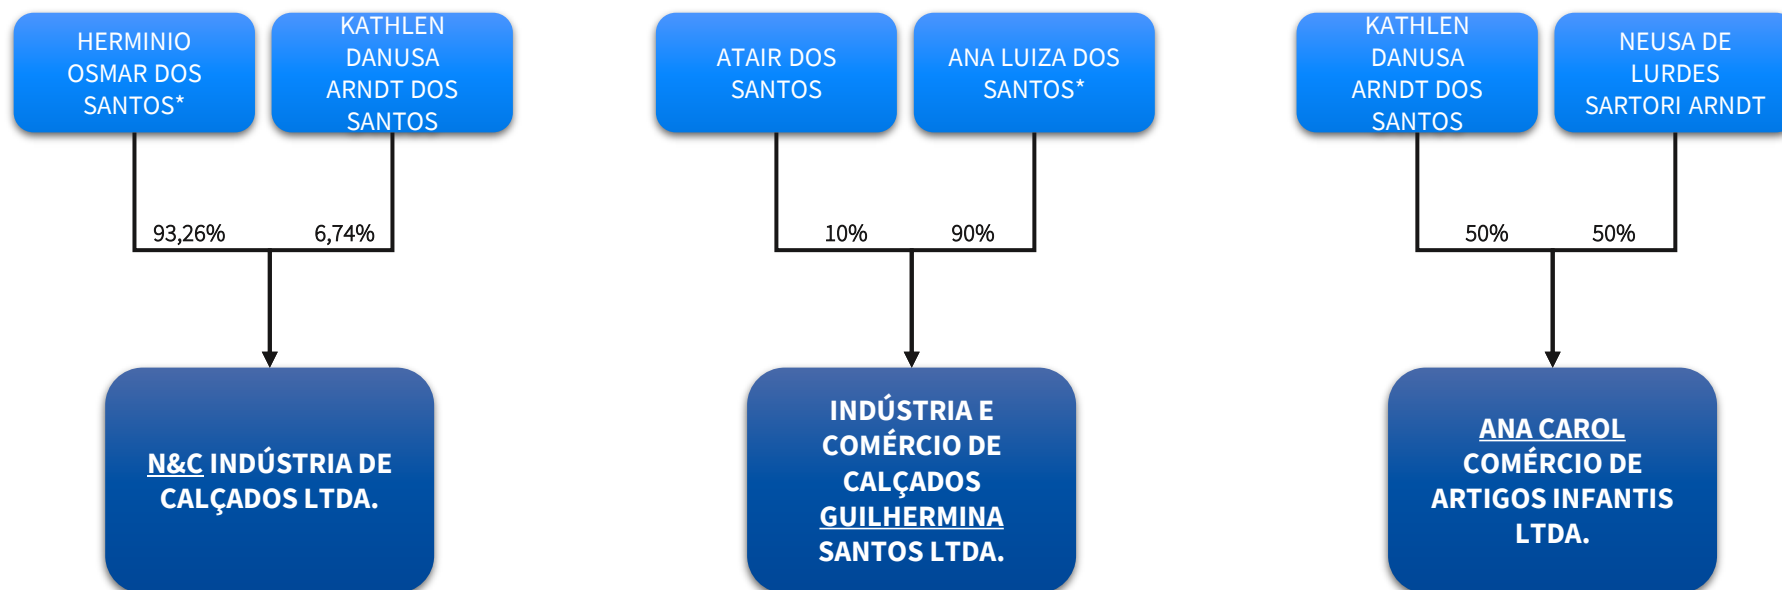 HERMINIO
OSMAR DOS
SANTOS*
KATHLEN
DANUSA
ARNDT DOS
SANTOS
ATAIR DOS
SANTOS
ANA LUIZA DOS
SANTOS*
KATHLEN
DANUSA
ARNDT DOS
SANTOS
NEUSA DE
LURDES
SARTORI ARNDT
93,26%
6,74%
10%
90%
50%
50%
N&C INDÚSTRIA DE
CALÇADOS LTDA.
INDÚSTRIA E
COMÉRCIO DE
CALÇADOS
GUILHERMINA
SANTOS LTDA.
ANA CAROL
COMÉRCIO DE
ARTIGOS INFANTIS
LTDA.